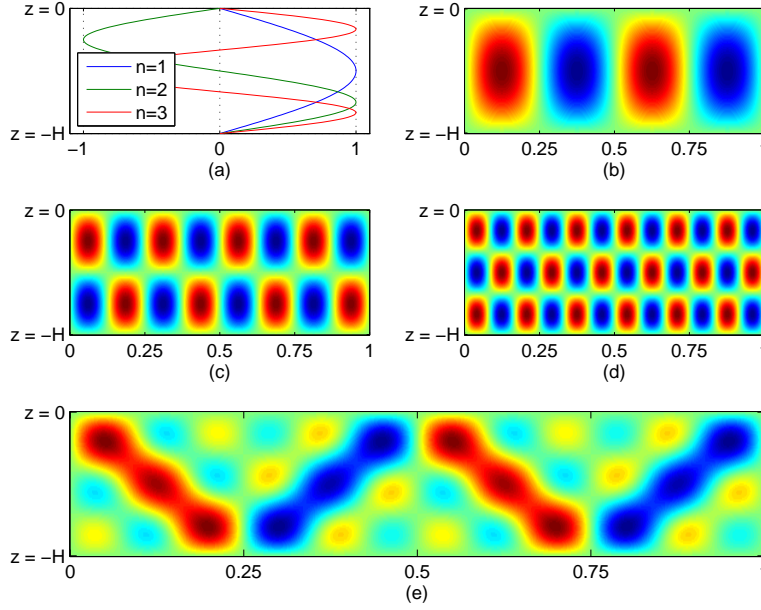 z = 0
n=1
n=2
n=3
z = −H
−1 0 1
(a)
0 0.25 0.5 0.75 1
(b)
z = 0
z = −H
0 0.25 0.5 0.75 1
(c)
z = 0
z = −H
0 0.25 0.5 0.75 1
(d)
z = 0
z = −H
0 0.25 0.5 0.75 1
(e)